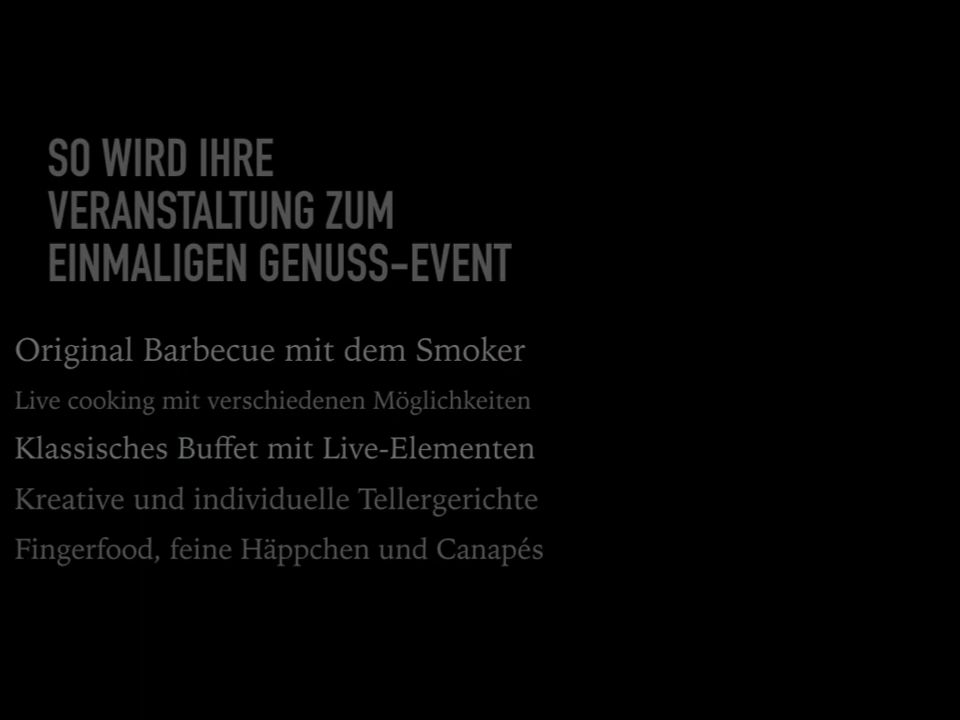 SO WIRD IHRE
VERANSTALTUNG ZUM
EINMALIGEN GENUSS-EVENT
Original Barbecue mit dem Smoker
Live cooking mit verschiedenen Möglichkeiten
Klassisches Buffet mit Live-Elementen
Kreative und individuelle Tellergerichte
Fingerfood, feine Häppchen und Canapés